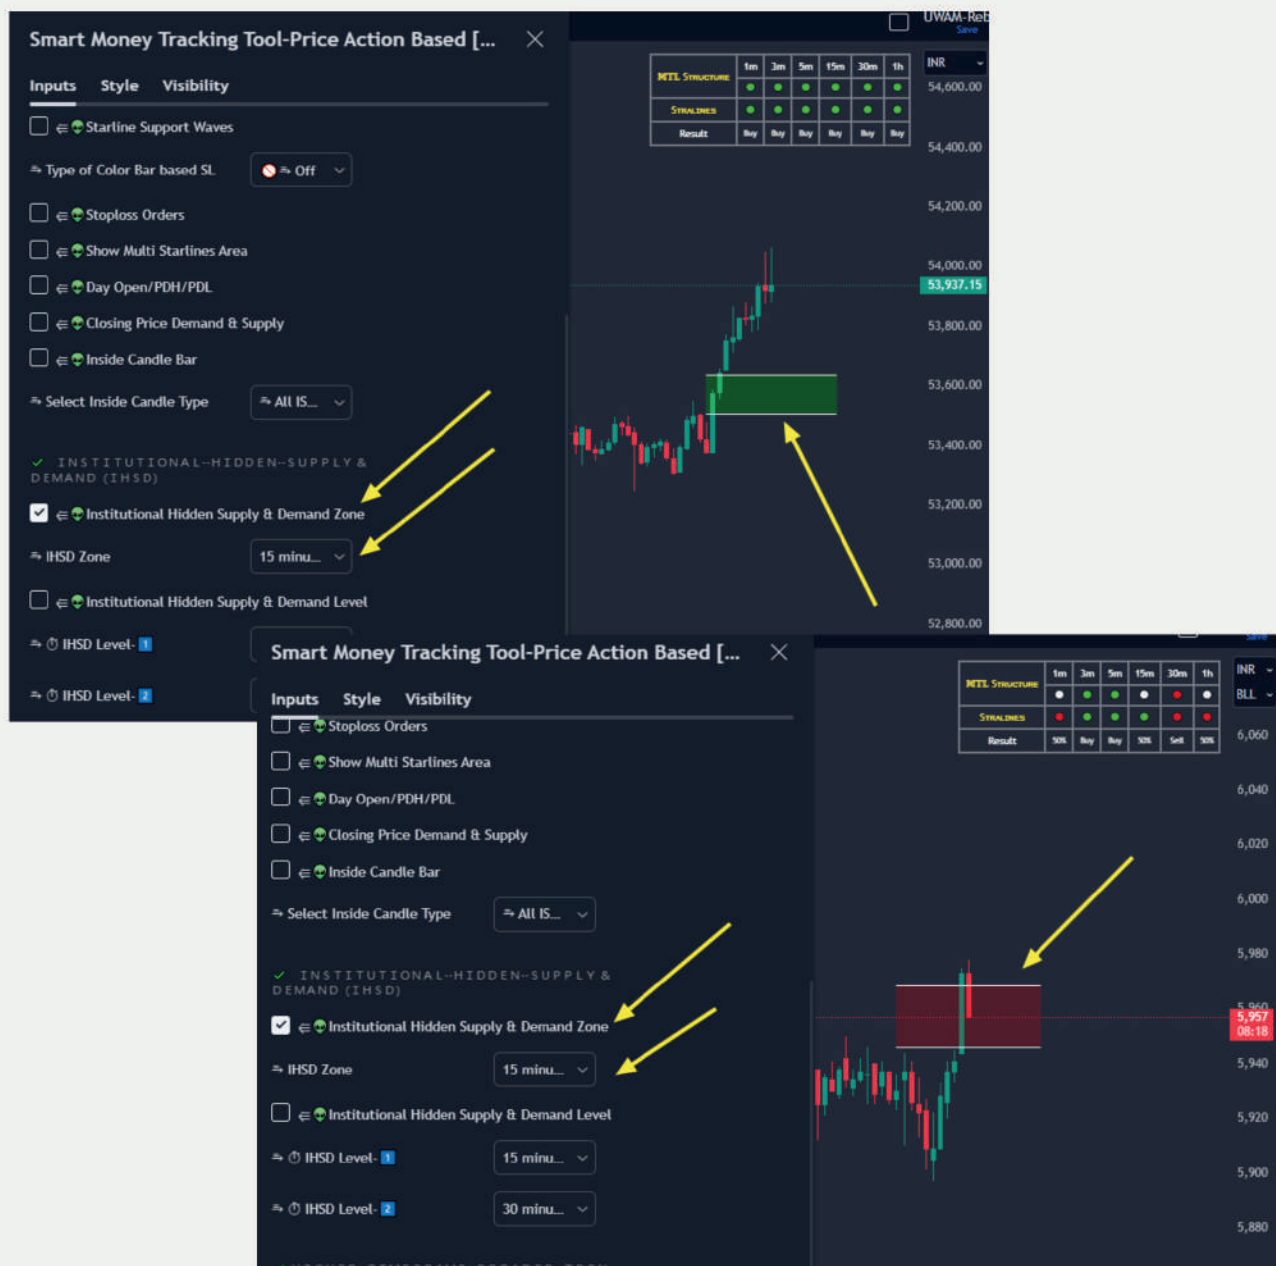 Smart Money Tracking Tool-Price Action Based [...
Inputs Style Visibility
Starline Support Waves
Type of Color Bar based SL Off
Stoploss Orders
Show Multi Starlines Area
Day Open/PDH/PDL
Closing Price Demand & Supply
Inside Candle Bar
Select Inside Candle Type All IS...
INSTITUTIONAL--HIDDEN--SUPPLY &
DEMAND (IHSD)
Institutional Hidden Supply & Demand Zone
IHSD Zone 15 minu...
Institutional Hidden Supply & Demand Level
IHSD Level- 1
IHSD Level- 2
UWAM-Reb
Save
INR
MTL Structure 1m 3m 5m 15m 30m 1h
Stralines
Result Buy Buy Buy Buy Buy Buy
54,600.00
54,400.00
54,200.00
54,000.00
53,937.15
53,800.00
53,600.00
53,400.00
53,200.00
53,000.00
52,800.00
Smart Money Tracking Tool-Price Action Based [...
Inputs Style Visibility
Stoploss Orders
Show Multi Starlines Area
Day Open/PDH/PDL
Closing Price Demand & Supply
Inside Candle Bar
Select Inside Candle Type All IS...
INSTITUTIONAL--HIDDEN--SUPPLY &
DEMAND (IHSD)
Institutional Hidden Supply & Demand Zone
IHSD Zone 15 minu...
Institutional Hidden Supply & Demand Level
IHSD Level- 1 15 minu...
IHSD Level- 2 30 minu...
Save
INR
BLL
MTL Structure 1m 3m 5m 15m 30m 1h
Stralines
Result 50% Buy Buy 50% Sell 50%
6,060
6,040
6,020
6,000
5,980
5,960
5,957
08:18
5,940
5,920
5,900
5,880